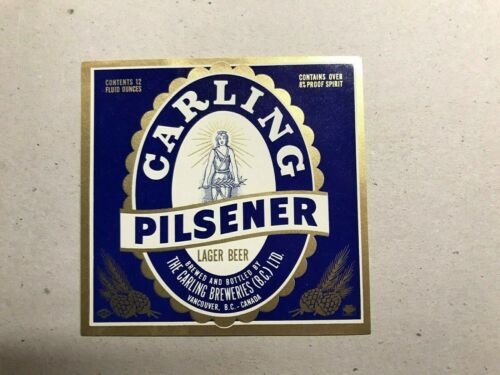 CONTENTS 12
FLUID OUNCES
CONTAINS OVER
8% PROOF SPIRIT
CARLING
PILSENER
LAGER BEER
BREWED AND BOTTLED BY
THE CARLING BREWERIES (B.C.) LTD.
VANCOUVER, B.C. - CANADA